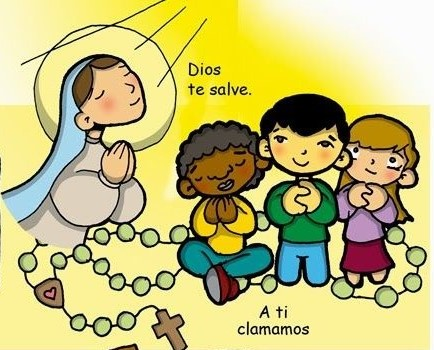 Dios
te salve.
A ti
clamamos